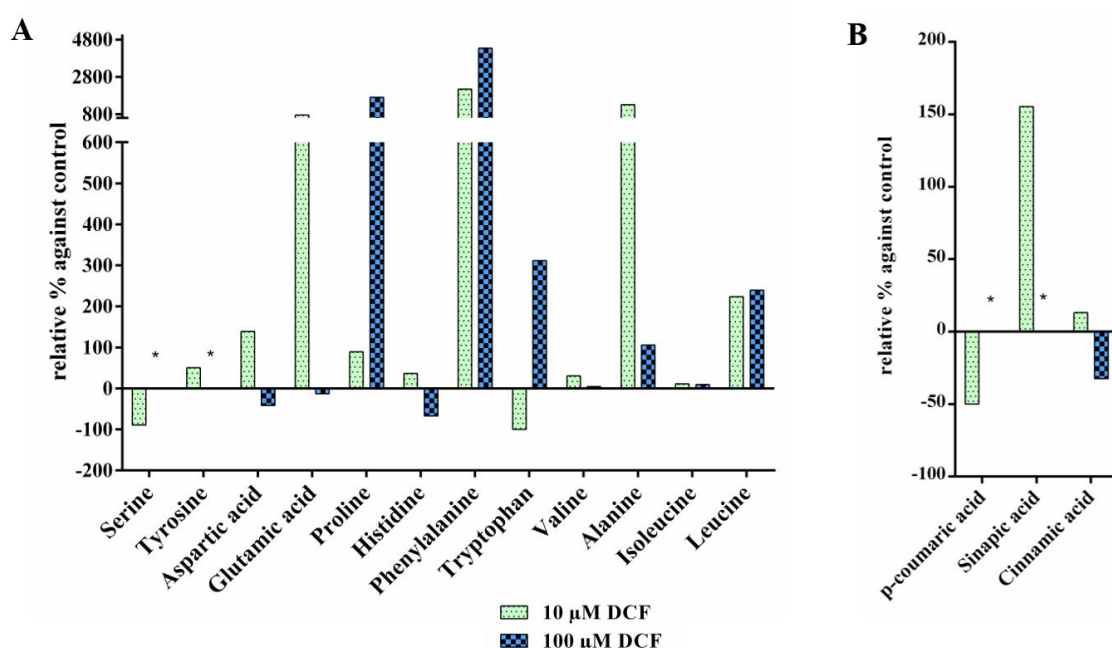 A
relative % against control
4800
2800
800
600
500
400
300
200
100
0
-100
-200
*
*
Serine
Tyrosine
Aspartic acid
Glutamic acid
Proline
Histidine
Phenylalanine
Tryptophan
Valine
Alanine
Isoleucine
Leucine
10 µM DCF
100 µM DCF
B
relative % against control
200
150
100
50
0
-50
-100
*
*
p-coumaric acid
Sinapic acid
Cinnamic acid